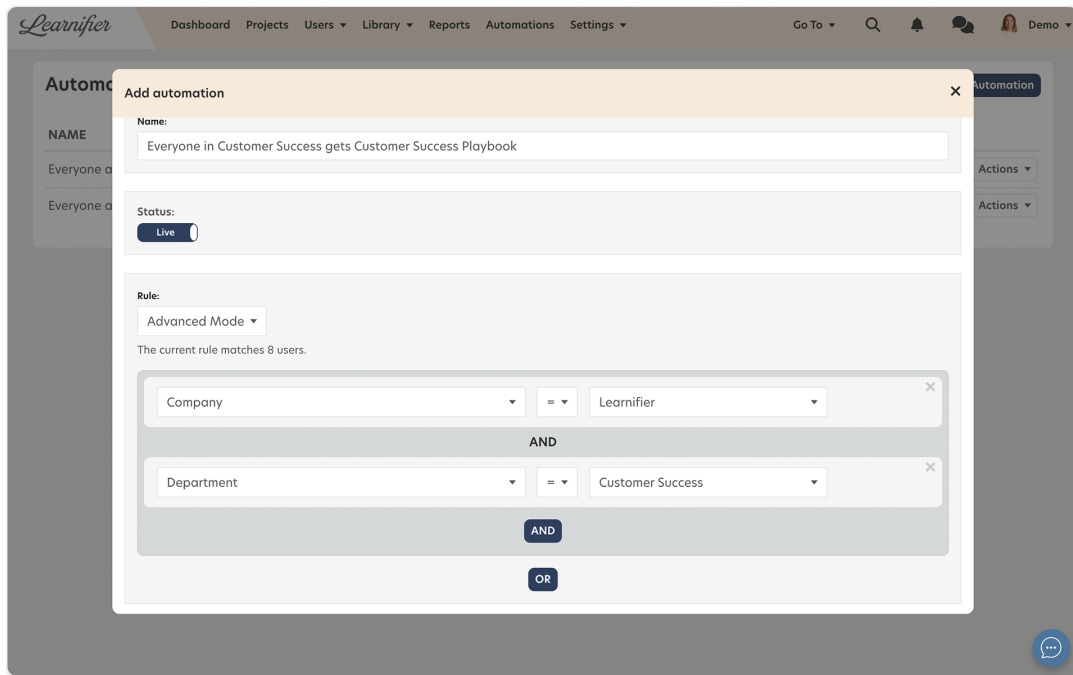 Learnifier Dashboard Projects Users Library Reports Automations Settings Go To Demo
Add automation
Automation
NAME
Name:
Everyone in Customer Success gets Customer Success Playbook
Everyone a
Actions
Everyone a
Actions
Status:
Live
Rule:
Advanced Mode
The current rule matches 8 users.
Company = Learnifier
AND
Department = Customer Success
AND
OR